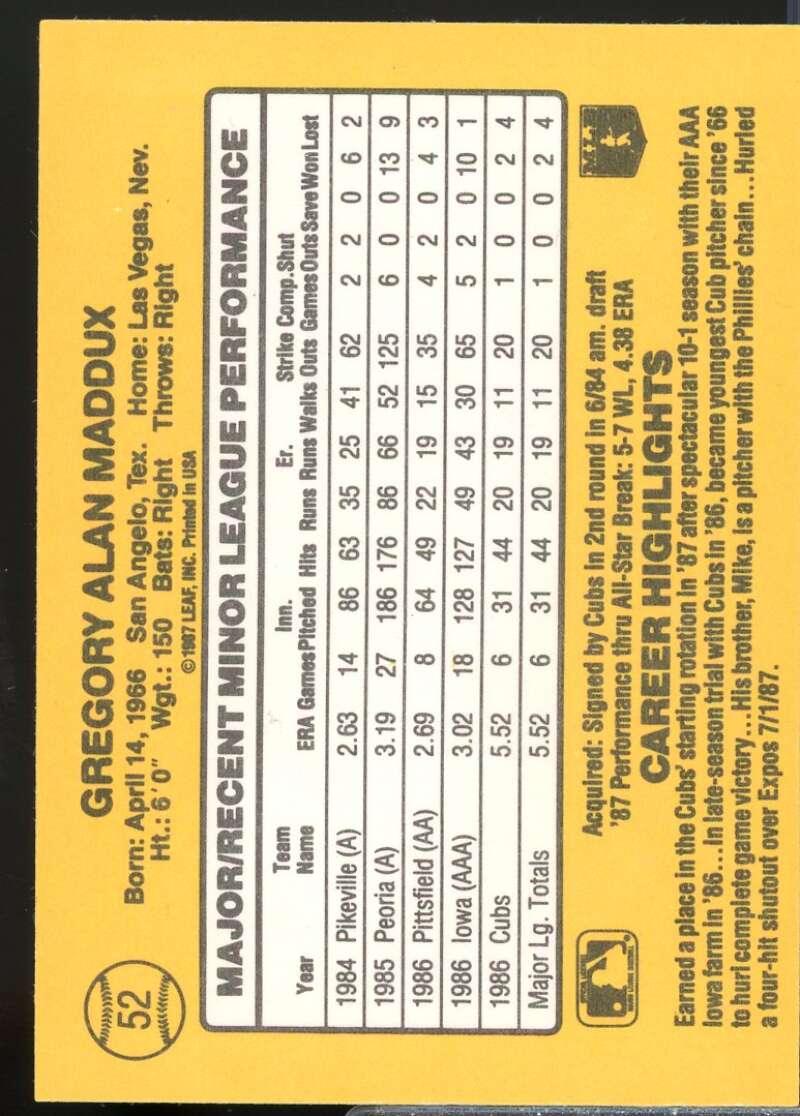 52
GREGORY ALAN MADDUX
Born: April 14, 1966 San Angelo, Tex. Home: Las Vegas, Nev.
Ht.: 6'0" Wgt.: 150 Bats: Right Throws: Right
©1987 LEAF, INC. Printed in USA
MAJOR/RECENT MINOR LEAGUE PERFORMANCE
Team Inn. Er. Strike Comp. Shut
Year Name ERA Games Pitched Hits Runs Runs Walks Outs Games Outs Save Won Lost
1984 Pikeville (A) 2.63 14 86 63 35 25 41 62 2 2 0 6 2
1985 Peoria (A) 3.19 27 186 176 86 66 52 125 6 0 0 13 9
1986 Pittsfield (AA) 2.69 8 64 49 22 19 15 35 4 2 0 4 3
1986 Iowa (AAA) 3.02 18 128 127 49 43 30 65 5 2 0 10 1
1986 Cubs 5.52 6 31 44 20 19 11 20 1 0 0 2 4
Major Lg. Totals 5.52 6 31 44 20 19 11 20 1 0 0 2 4
Acquired: Signed by Cubs in 2nd round in 6/84 am. draft
'87 Performance thru All-Star Break: 5-7 WL, 4.38 ERA
CAREER HIGHLIGHTS
Earned a place in the Cubs' starting rotation in '87 after spectacular 10-1 season with their AAA
Iowa farm in '86...In late-season trial with Cubs in '86, became youngest Cub pitcher since '66
to hurl complete game victory...His brother, Mike, is a pitcher with the Phillies' chain...Hurled
a four-hit shutout over Expos 7/1/87.